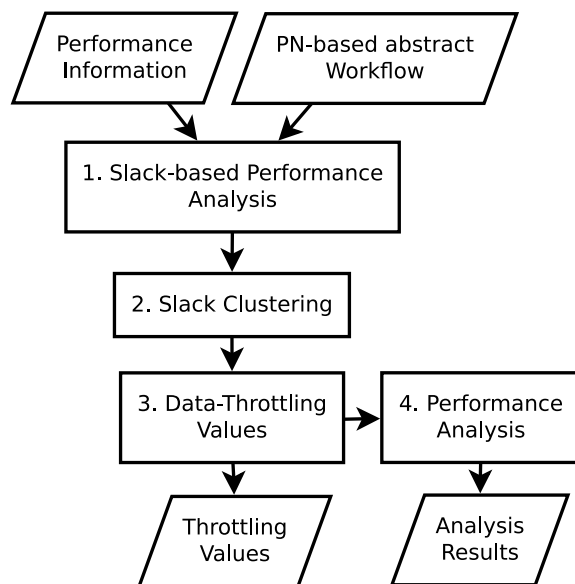 Performance
Information
PN-based abstract
Workflow
1. Slack-based Performance
Analysis
2. Slack Clustering
3. Data-Throttling
Values
4. Performance
Analysis
Throttling
Values
Analysis
Results